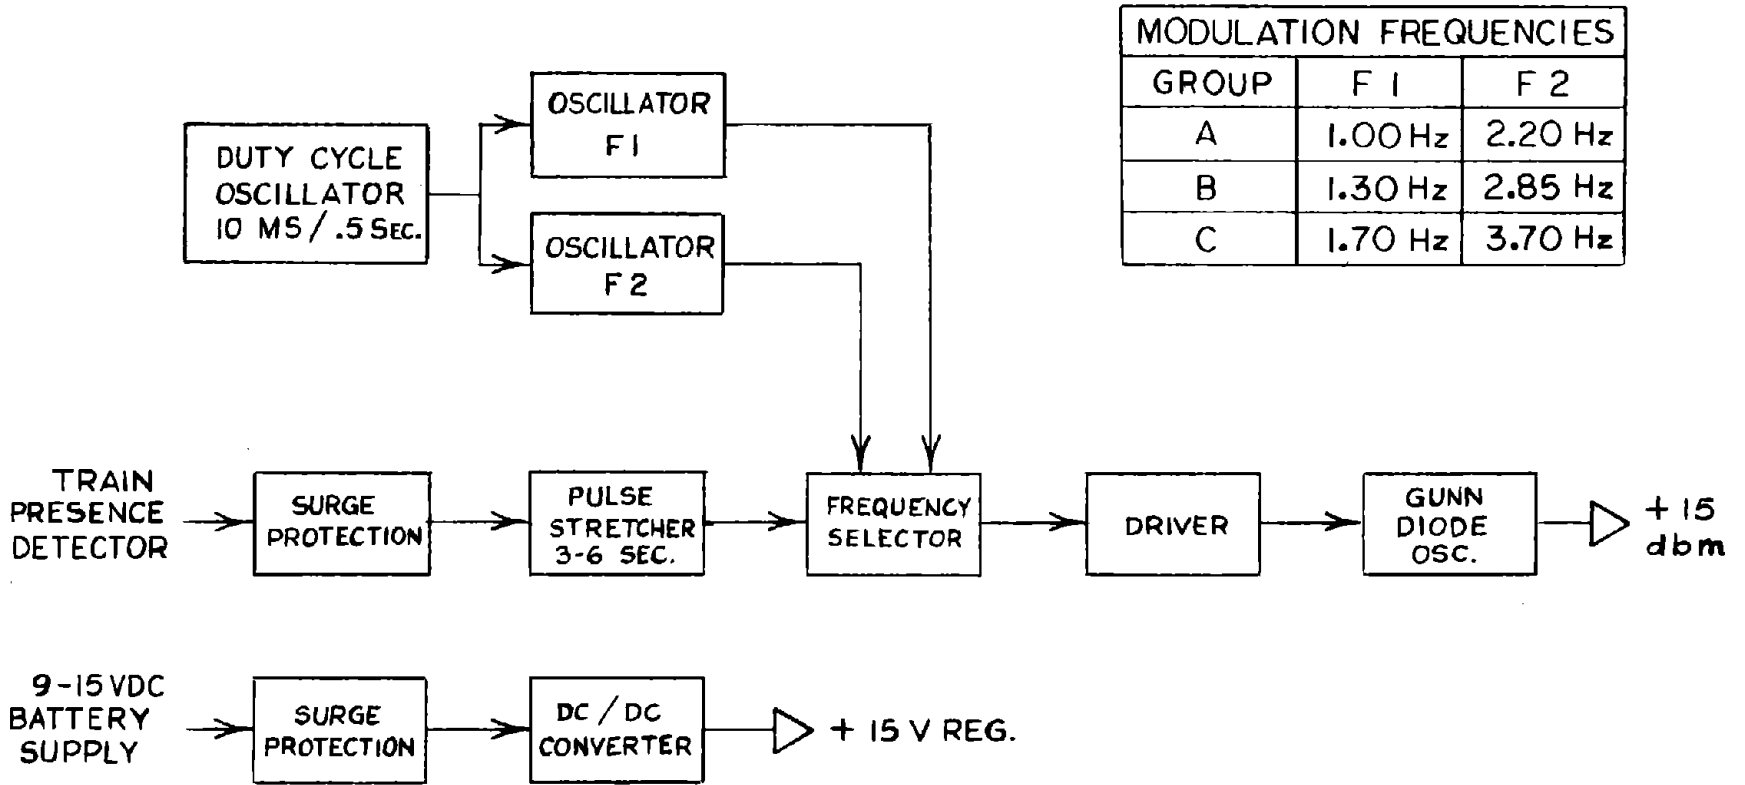 MODULATION FREQUENCIES
GROUP F 1 F 2
A 1.00 Hz 2.20 Hz
B 1.30 Hz 2.85 Hz
C 1.70 Hz 3.70 Hz
DUTY CYCLE
OSCILLATOR
10 MS / .5 SEC.
OSCILLATOR
F 1
OSCILLATOR
F 2
TRAIN
PRESENCE
DETECTOR
SURGE
PROTECTION
PULSE
STRETCHER
3-6 SEC.
FREQUENCY
SELECTOR
DRIVER
GUNN
DIODE
OSC.
+ 15
dbm
9-15 VDC
BATTERY
SUPPLY
SURGE
PROTECTION
DC / DC
CONVERTER
+ 15 V REG.